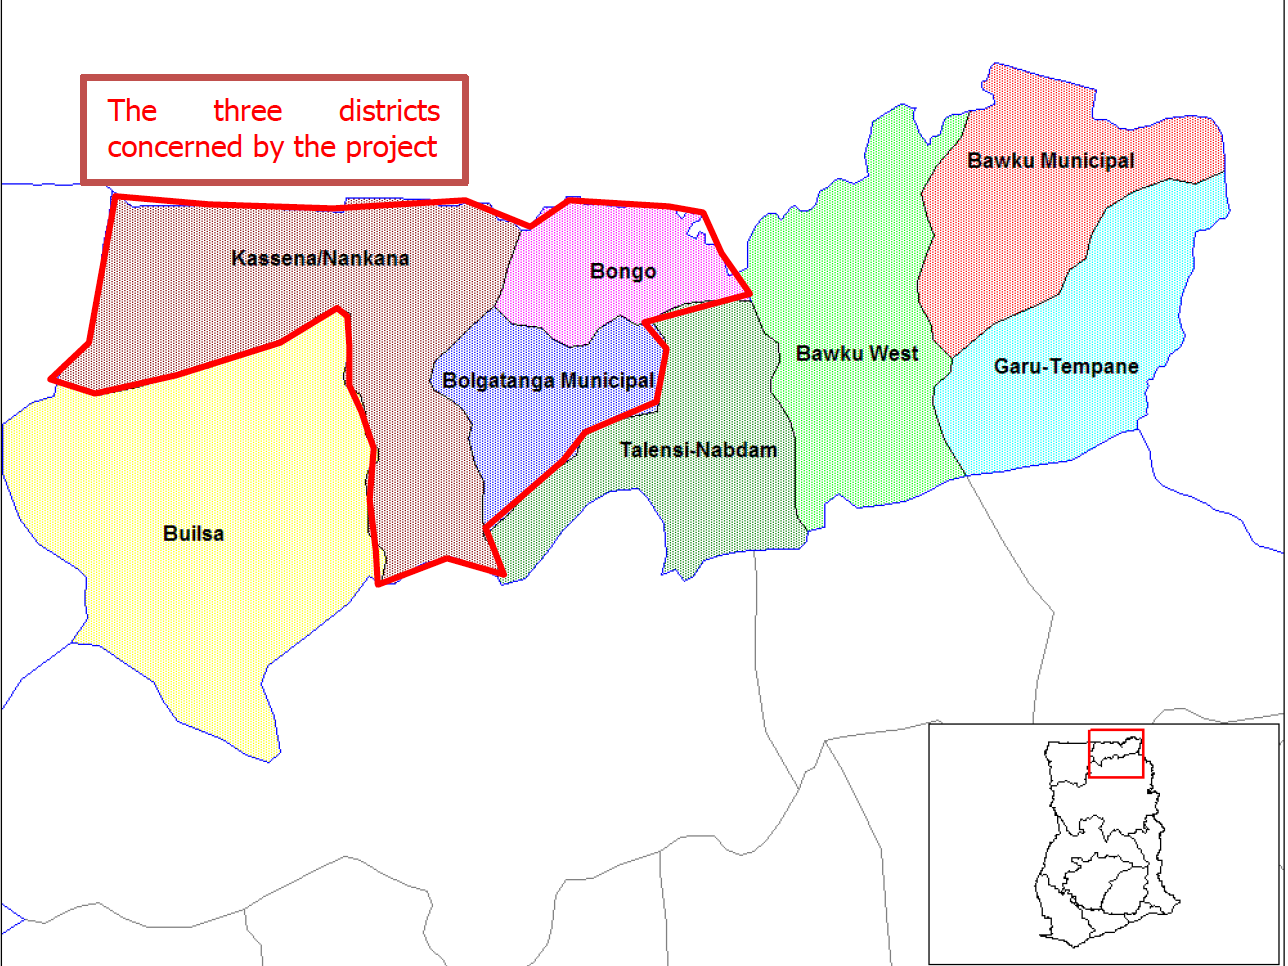 The three districts
concerned by the project
Bawku Municipal
Kassena/Nankana
Bongo
Bawku West
Garu-Tempane
Bolgatanga Municipal
Talensi-Nabdam
Builsa